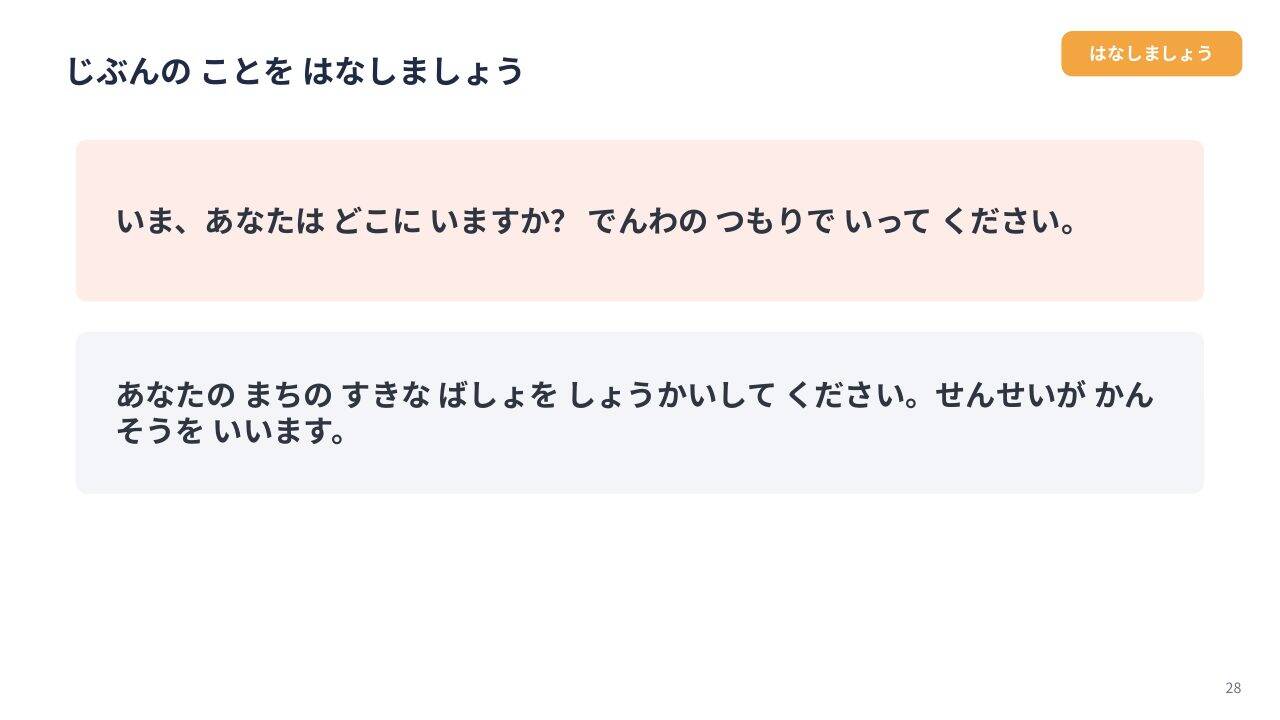 じぶんの ことを はなしましょう
はなしましょう
いま、あなたは どこに いますか? でんわの つもりで いって ください。
あなたの まちの すきな ばしょを しょうかいして ください。せんせいが かん
そうを いいます。
28